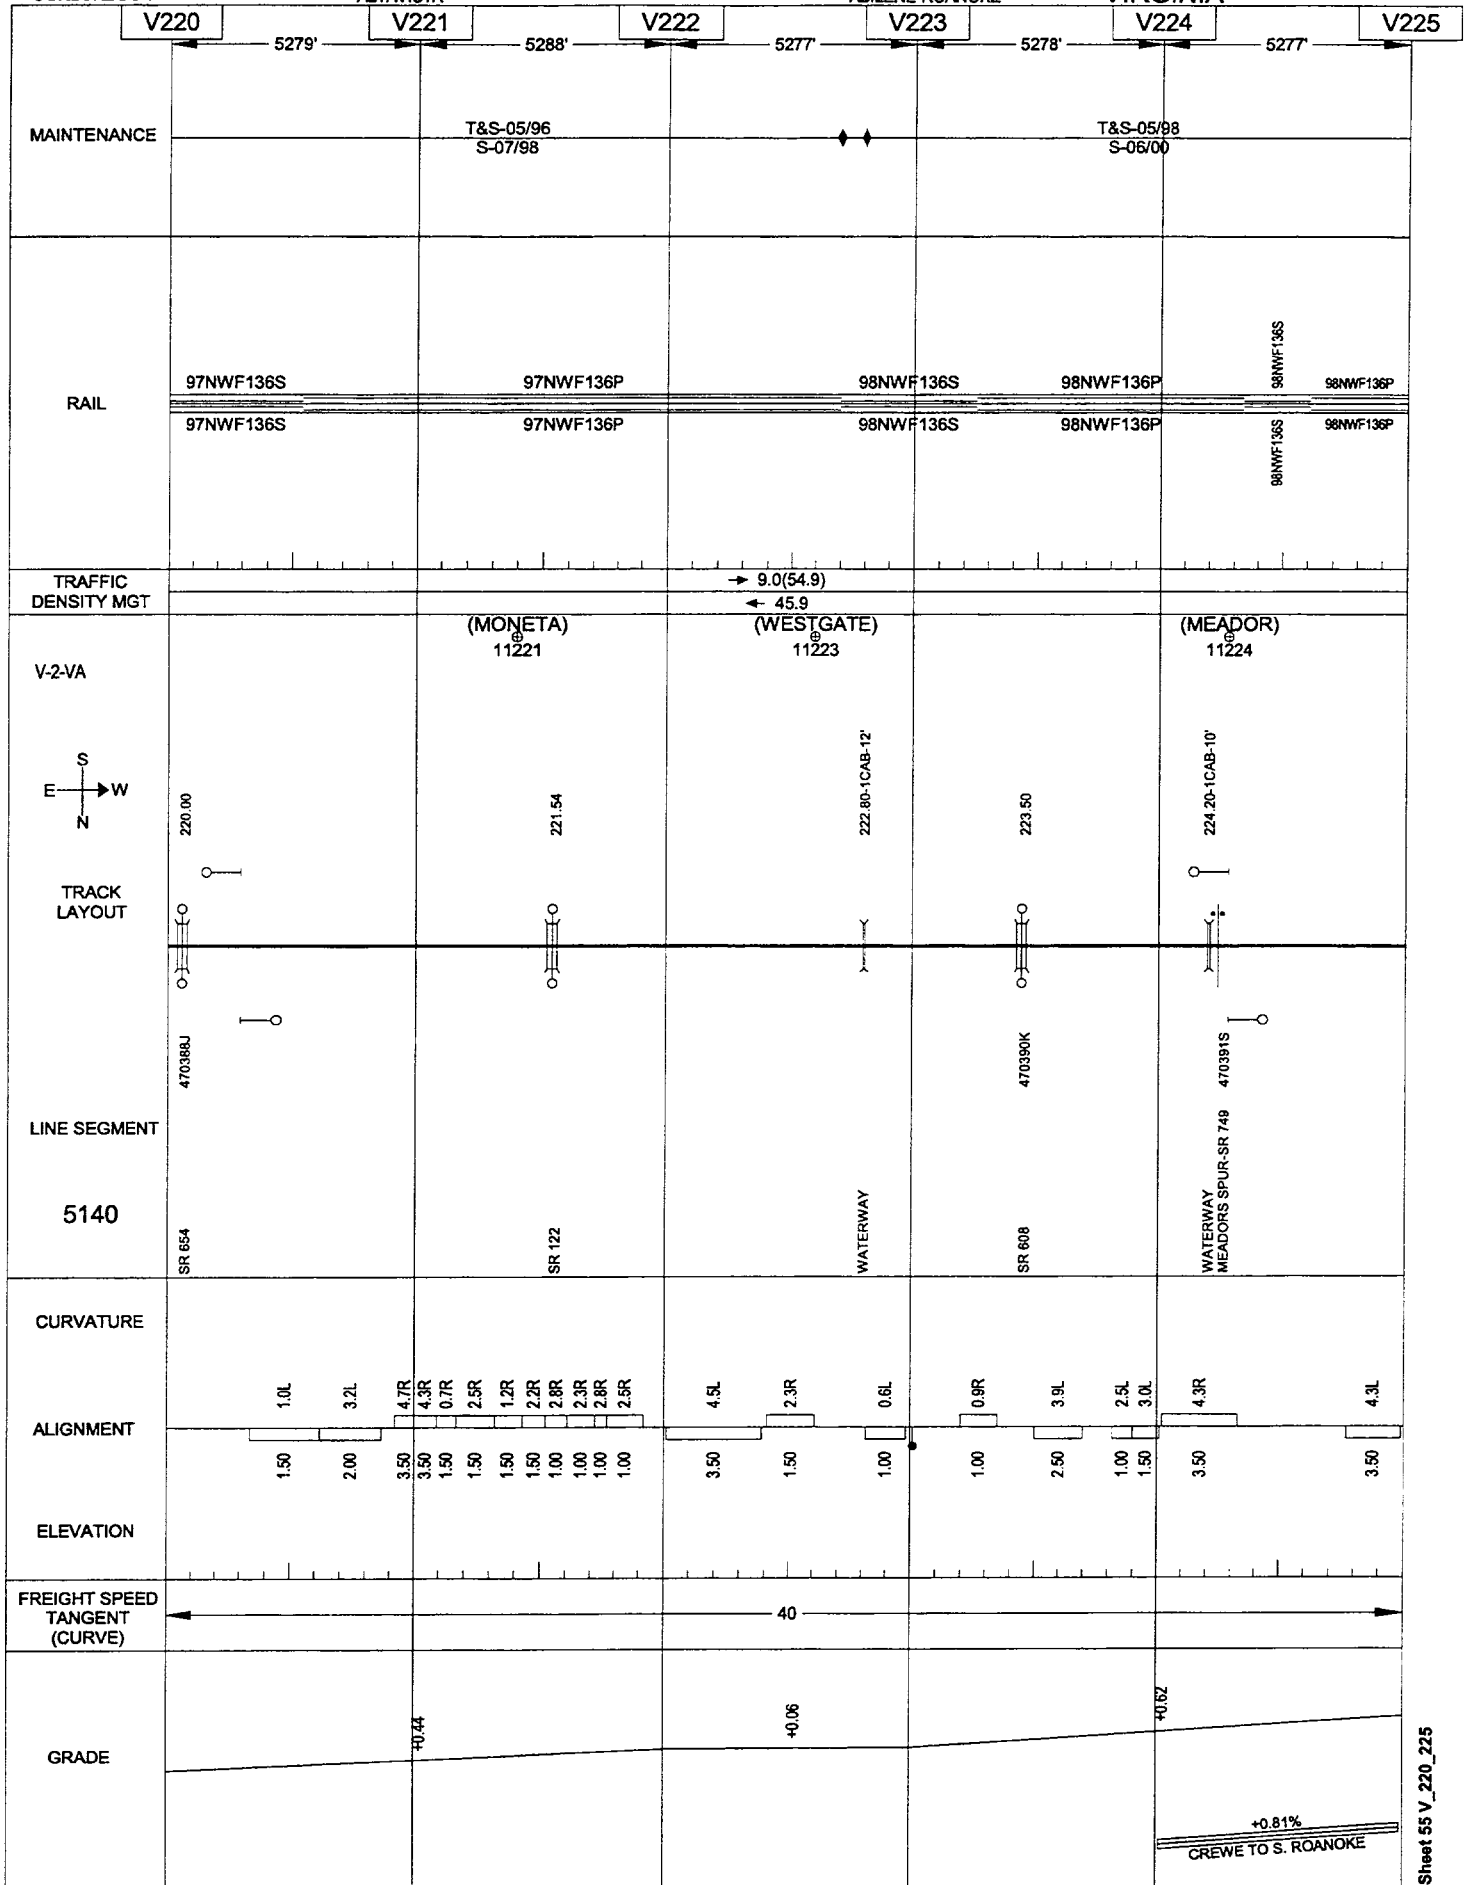 VIRGINIA
V220 V221 V222 V223 V224 V225
5279' 5288' 5277' 5278' 5277'
MAINTENANCE
T&S-05/96
S-07/98
T&S-05/98
S-06/00
RAIL
97NWF136S 97NWF136P 98NWF136S 98NWF136P 98NWF136S 98NWF136P
97NWF136S 97NWF136P 98NWF136S 98NWF136P 98NWF136S 98NWF136P
TRAFFIC
DENSITY MGT
→ 9.0(54.9)
← 45.9
(MONETA) (WESTGATE) (MEADOR)
11221 11223 11224
V-2-VA
S
E W
N
220.00
221.54
222.80-1CAB-12'
223.50
224.20-1CAB-10'
TRACK
LAYOUT
470388J
470390K
470391S
LINE SEGMENT
5140
SR 654
SR 122
WATERWAY
SR 608
WATERWAY
MEADORS SPUR-SR 749
CURVATURE
1.0L 3.2L 4.7R 4.3R 0.7R 2.5R 1.2R 2.2R 2.8R 2.3R 2.8R 2.5R 4.5L 2.3R 0.6L 0.9R 3.9L 2.5L 3.0L 4.3R 4.3L
ALIGNMENT
1.50 2.00 3.50 3.50 1.50 1.50 1.50 1.50 1.00 1.00 1.00 1.00 3.50 1.50 1.00 1.00 2.50 1.00 1.50 3.50 3.50
ELEVATION
FREIGHT SPEED
TANGENT
(CURVE)
40
GRADE
+0.44
+0.06
+0.62
+0.81%
CREWE TO S. ROANOKE
Sheet 55 V_220_225